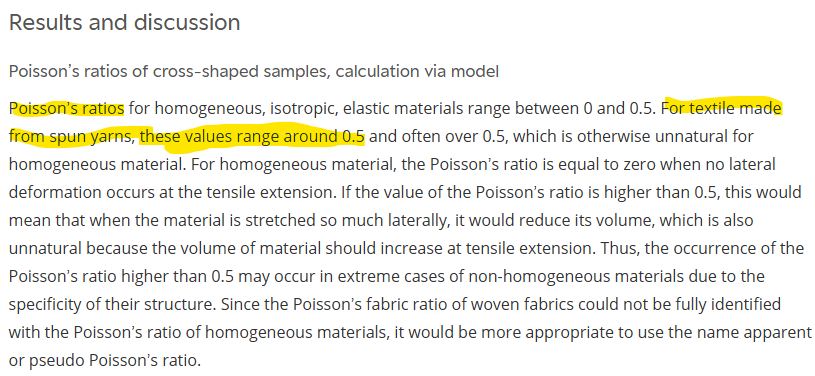 Results and discussion
Poisson's ratios of cross-shaped samples, calculation via model
Poisson's ratios for homogeneous, isotropic, elastic materials range between 0 and 0.5. For textile made
from spun yarns, these values range around 0.5 and often over 0.5, which is otherwise unnatural for
homogeneous material. For homogeneous material, the Poisson's ratio is equal to zero when no lateral
deformation occurs at the tensile extension. If the value of the Poisson's ratio is higher than 0.5, this would
mean that when the material is stretched so much laterally, it would reduce its volume, which is also
unnatural because the volume of material should increase at tensile extension. Thus, the occurrence of the
Poisson's ratio higher than 0.5 may occur in extreme cases of non-homogeneous materials due to the
specificity of their structure. Since the Poisson's fabric ratio of woven fabrics could not be fully identified
with the Poisson's ratio of homogeneous materials, it would be more appropriate to use the name apparent
or pseudo Poisson's ratio.